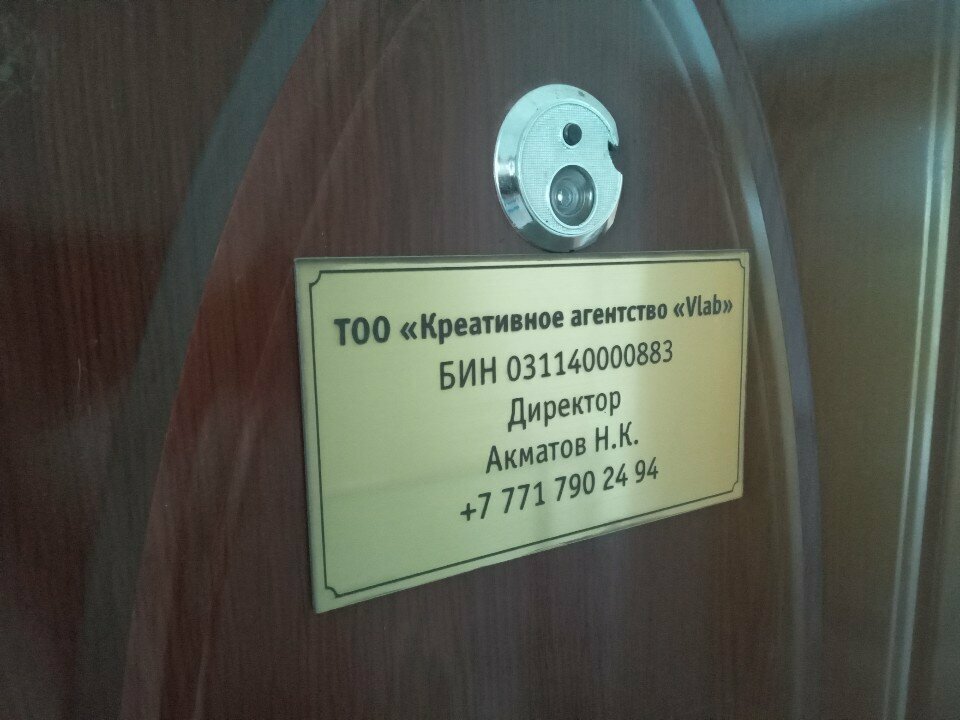 ТОО «Креативное агентство «Vlab»
БИН 031140000883
Директор
Акматов Н.К.
+7 771 790 24 94